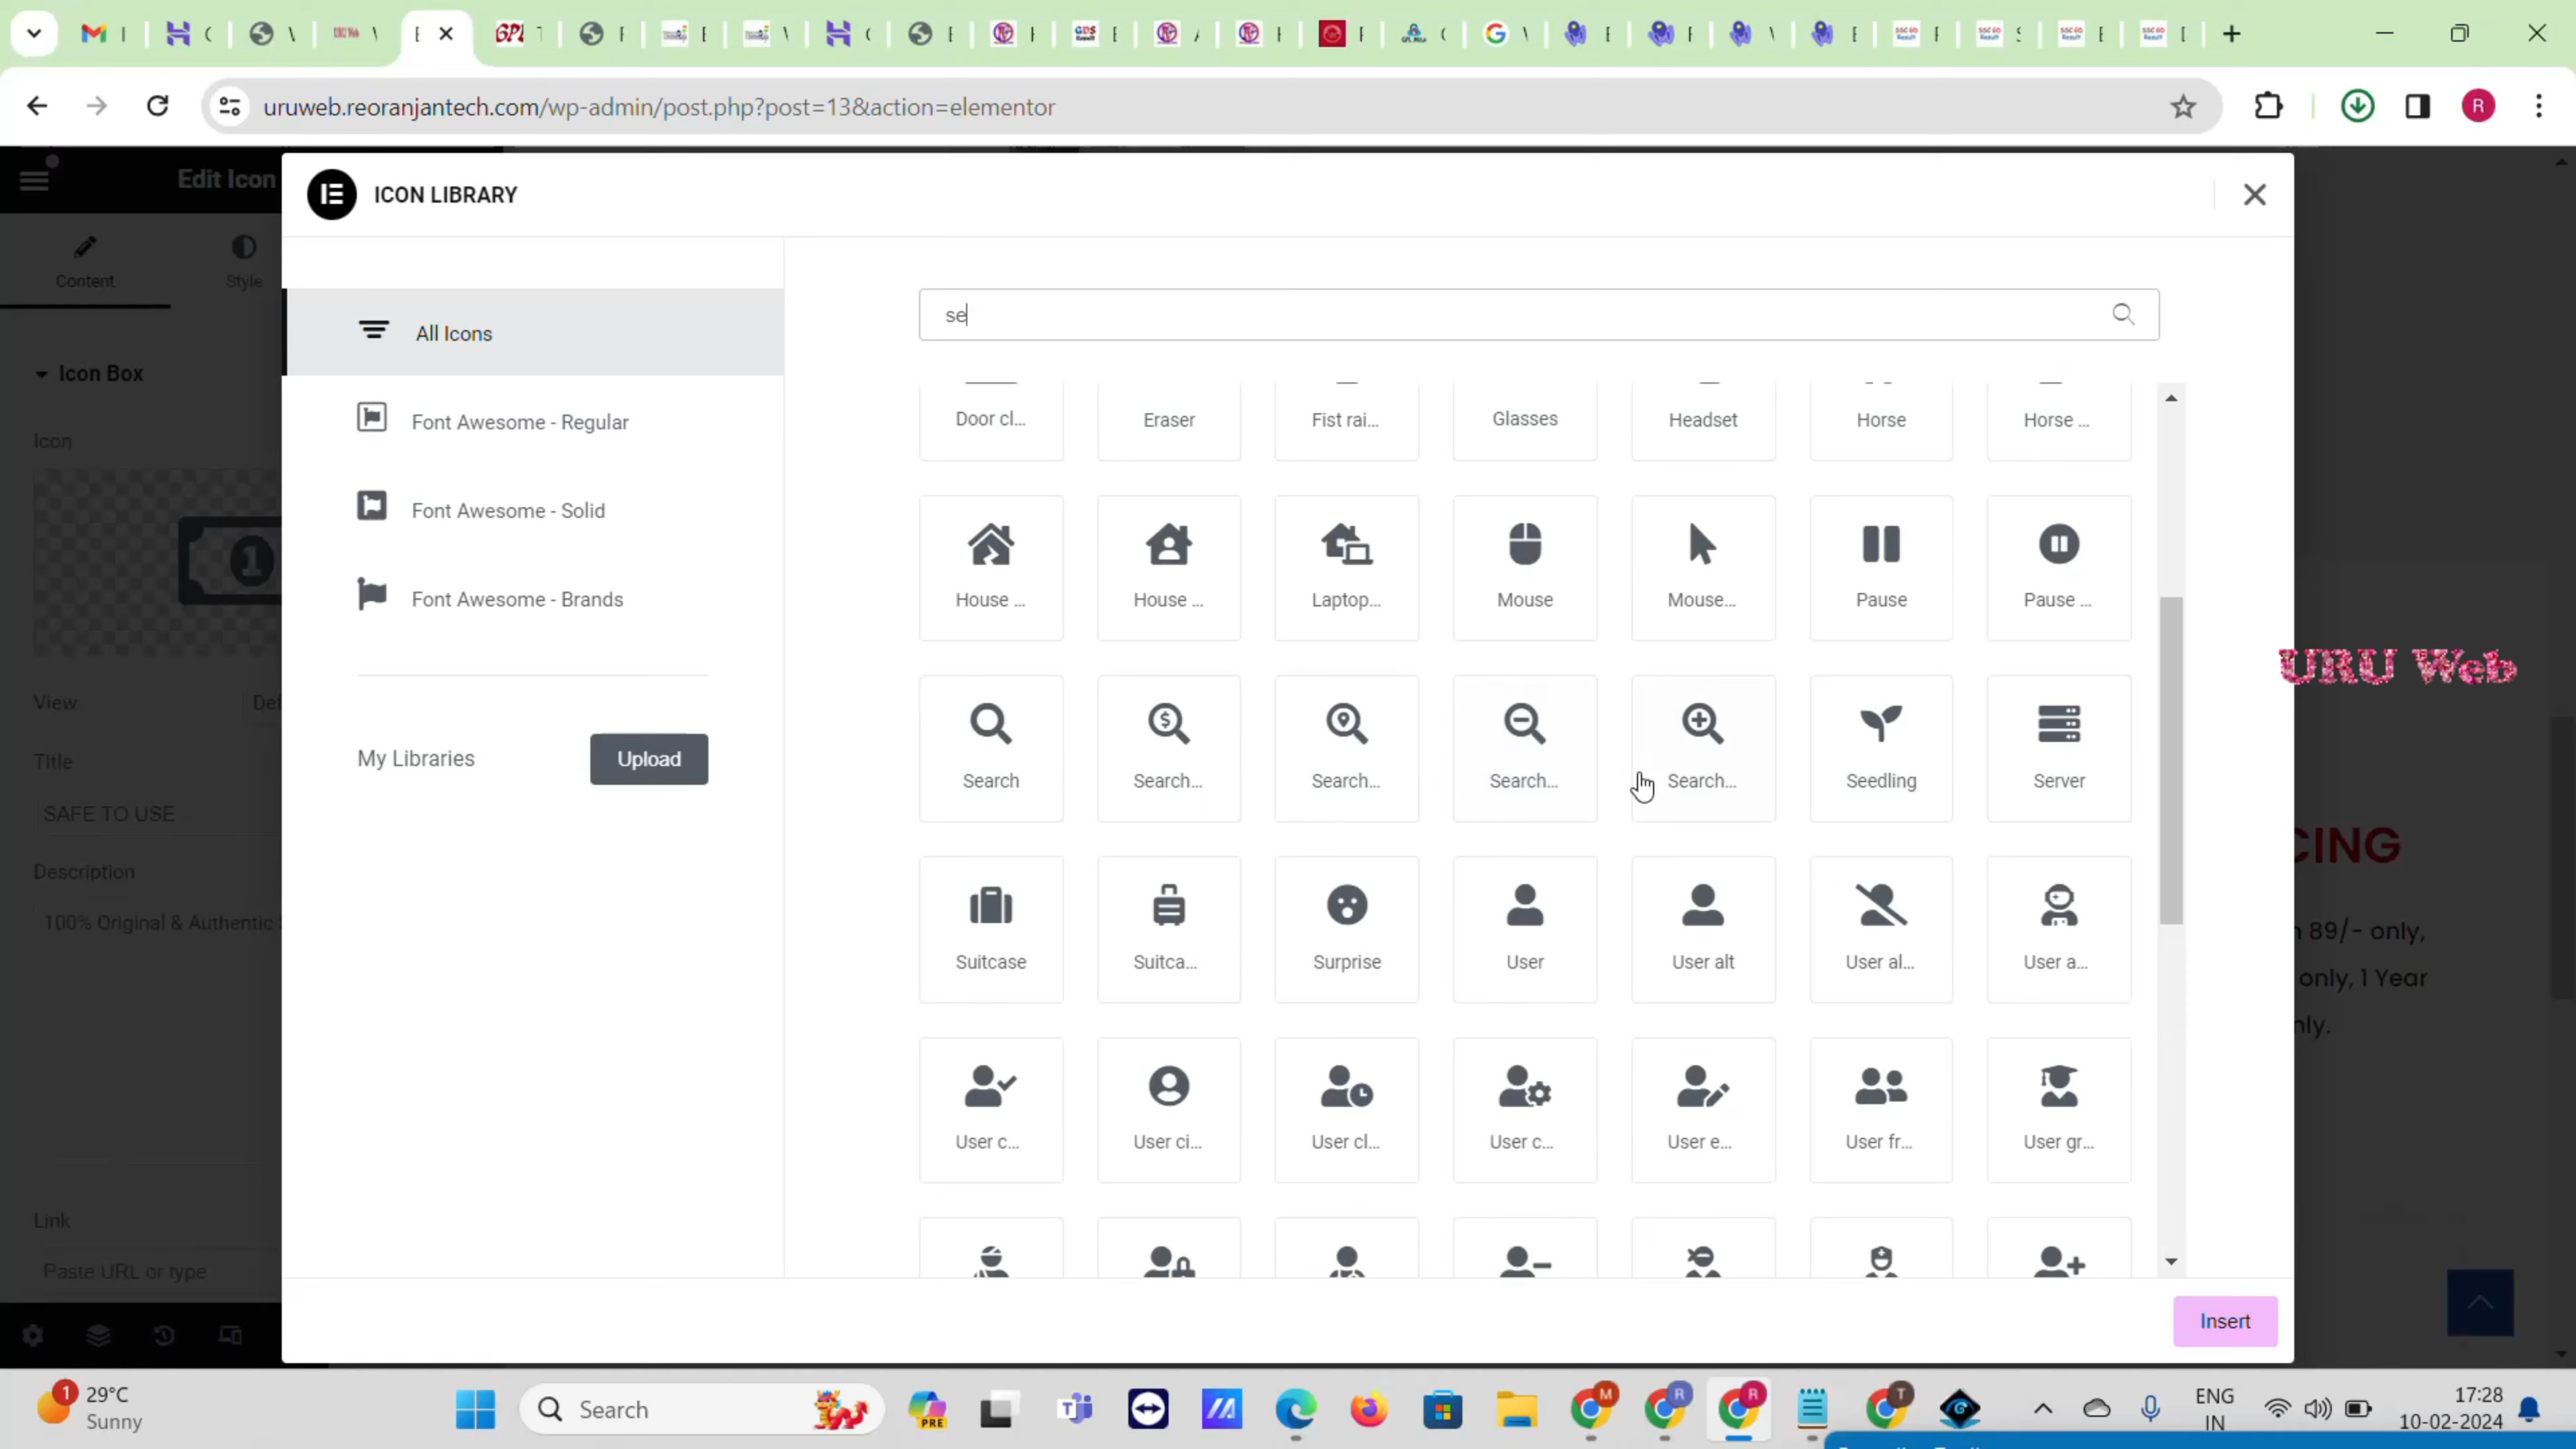 uruweb.reoranjantech.com/wp-admin/post.php?post=13&action=elementor
Edit Icon
ICON LIBRARY
Content
Style
se
All Icons
Icon Box
Door cl...
Eraser
Fist rai...
Glasses
Headset
Horse
Horse ...
Font Awesome - Regular
Icon
Font Awesome - Solid
Font Awesome - Brands
House ...
House ...
Laptop...
Mouse
Mouse...
Pause
Pause ...
URU Web
View
Def
My Libraries
Upload
Title
Search
Search...
Search...
Search...
Search...
Seedling
Server
SAFE TO USE
CING
Description
100% Original & Authentic
89/- only,
Suitcase
Suitca...
Surprise
User
User alt
User al...
User a...
only, 1 Year
nly.
User c...
User ci...
User cl...
User c...
User e...
User fr...
User gr...
Link
Paste URL or type
Insert
1
29°C
Sunny
Search
PRE
ENG
IN
17:28
10-02-2024